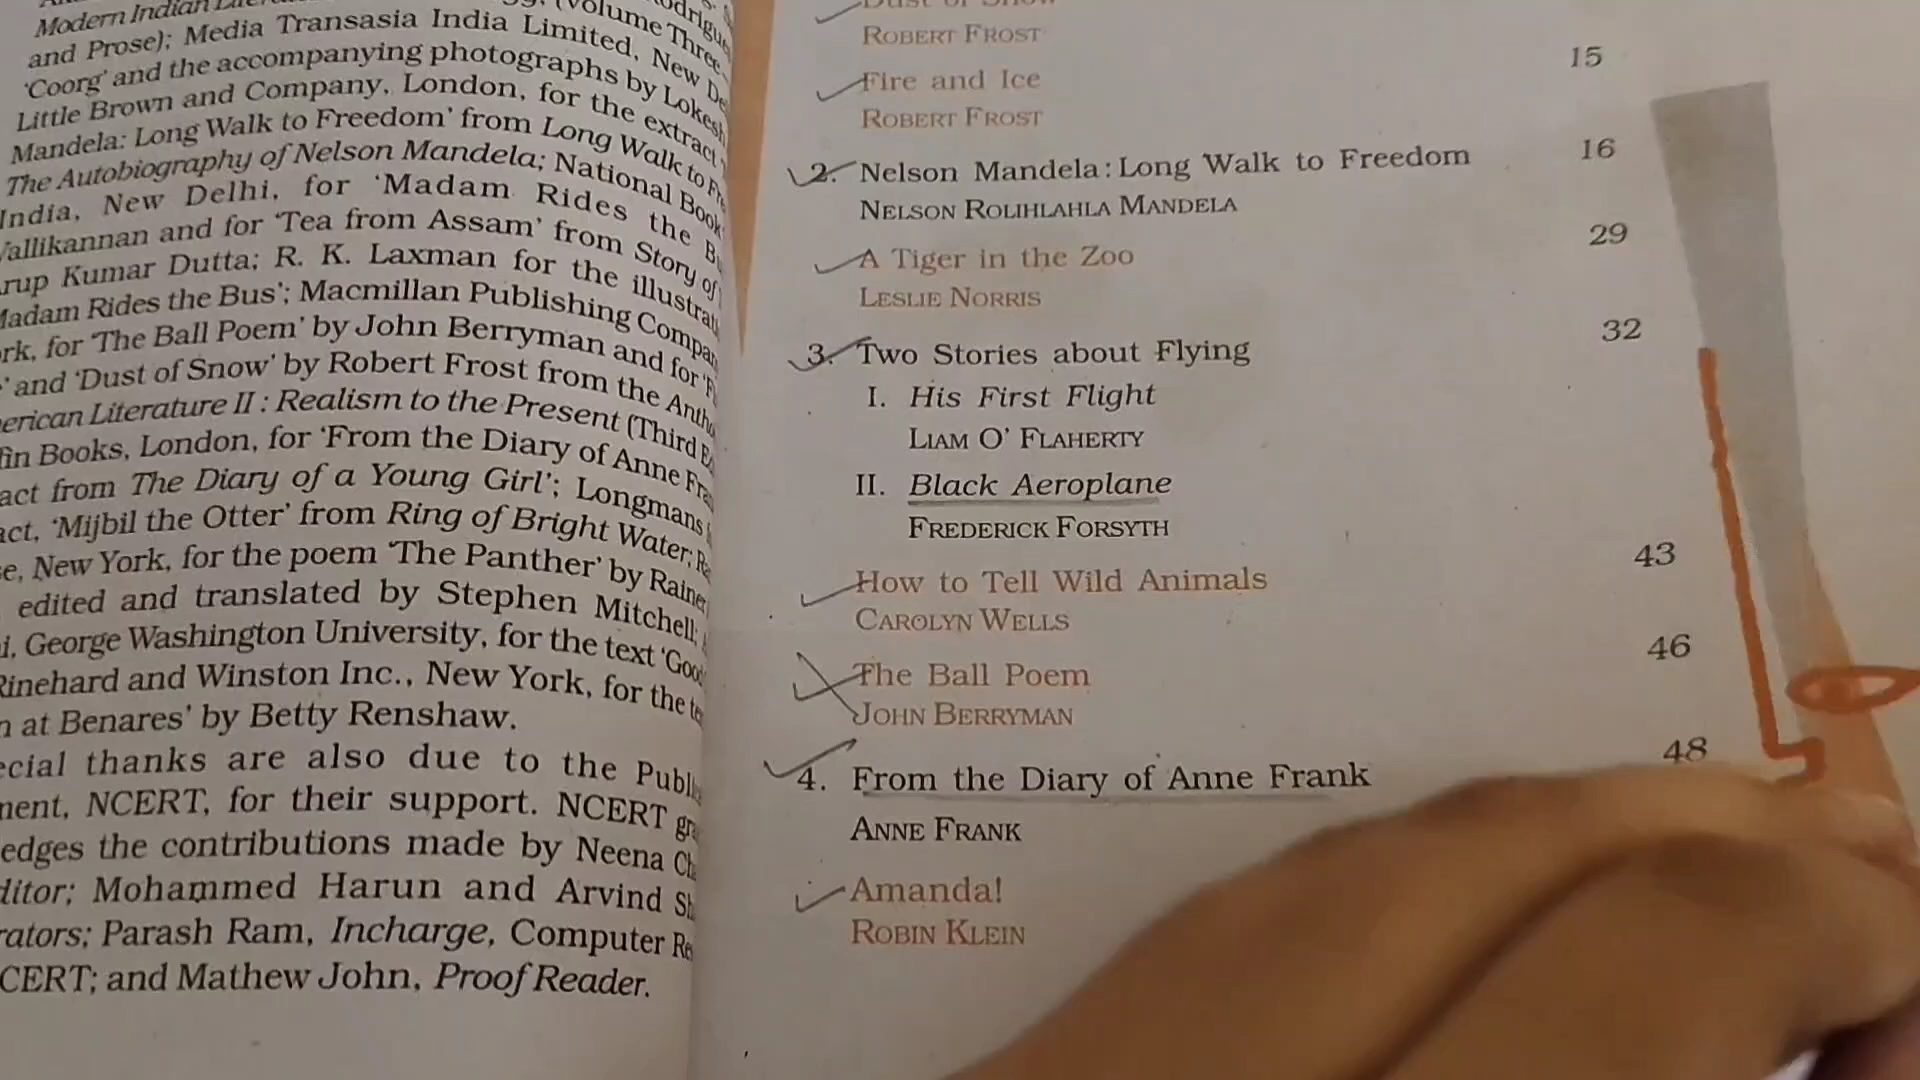 Modern Indian
and Prose); Media Transasia India Limited, New
'Coorg' and the accompanying photographs by Lokesh
Little Brown and Company, London, for the extract
Mandela: Long Walk to Freedom' from Long Walk to
The Autobiography of Nelson Mandela; National Book
India, New Delhi, for 'Madam Rides the
Vallikannan and for 'Tea from Assam' from Story of
rup Kumar Dutta; R. K. Laxman for the
Madam Rides the Bus'; Macmillan Publishing
rk, for 'The Ball Poem' by John Berryman and for
and 'Dust of Snow' by Robert Frost from the
erican Literature II : Realism to the Present (Third
fin Books, London, for 'From the Diary of Anne
act from The Diary of a Young Girl'; Longmans
act, 'Mijbil the Otter' from Ring of Bright Water;
e, New York, for the poem 'The Panther' by Rainer
edited and translated by Stephen Mitchell;
i, George Washington University, for the text
Rinehard and Winston Inc., New York, for the
n at Benares' by Betty Renshaw.
ecial thanks are also due to the
ment, NCERT, for their support. NCERT
edges the contributions made by Neena
ditor; Mohammed Harun and Arvind
rators; Parash Ram, Incharge, Computer
CERT; and Mathew John, Proof Reader.
Dust of Snow
ROBERT FROST
Fire and Ice 15
ROBERT FROST
2. Nelson Mandela: Long Walk to Freedom 16
NELSON ROLIHLAHLA MANDELA
A Tiger in the Zoo 29
LESLIE NORRIS
3. Two Stories about Flying 32
I. His First Flight
LIAM O' FLAHERTY
II. Black Aeroplane
FREDERICK FORSYTH
How to Tell Wild Animals 43
CAROLYN WELLS
The Ball Poem 46
JOHN BERRYMAN
4. From the Diary of Anne Frank 48
ANNE FRANK
Amanda!
ROBIN KLEIN